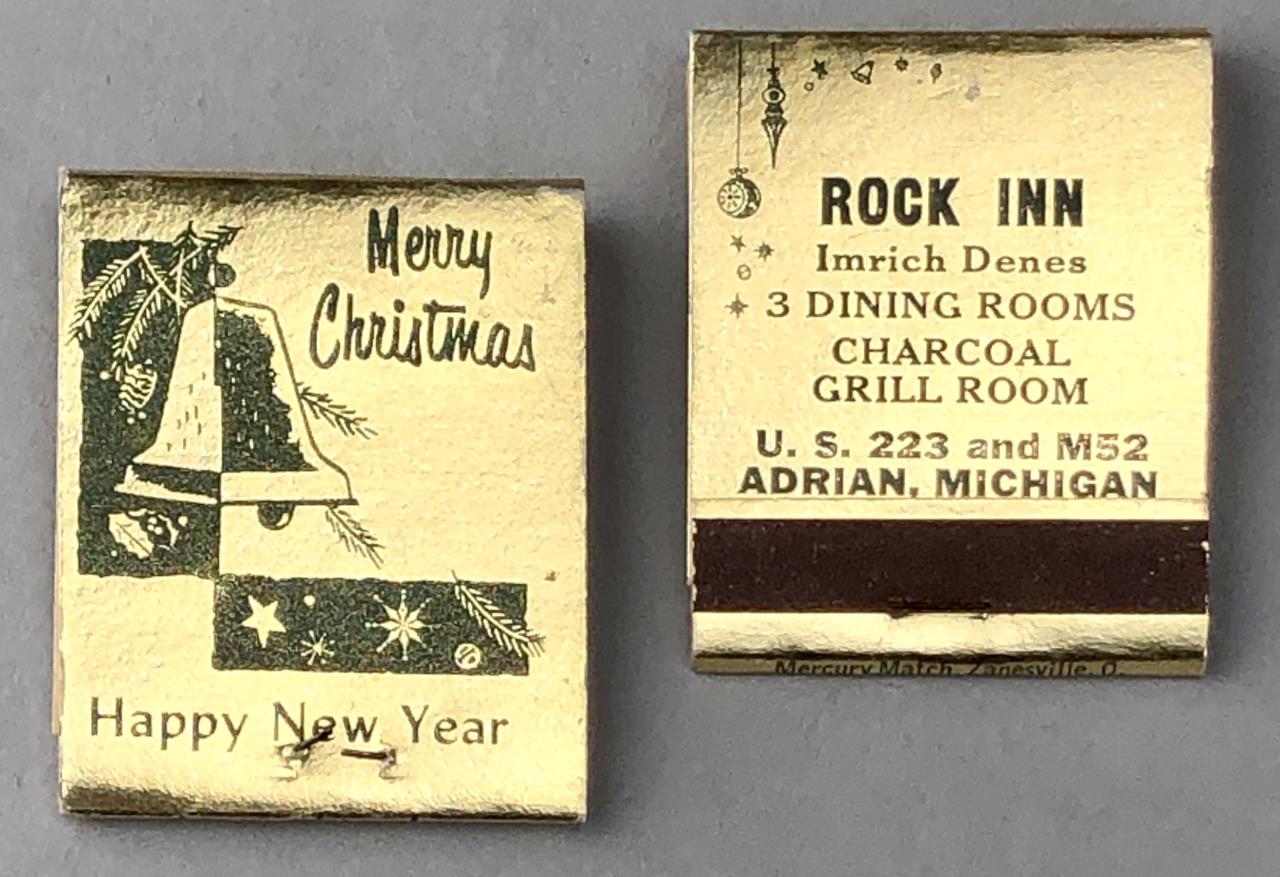 Merry
Christmas
Happy New Year
ROCK INN
Imrich Denes
3 DINING ROOMS
CHARCOAL
GRILL ROOM
U. S. 223 and M52
ADRIAN, MICHIGAN
Mercury Match, Zanesville, O.